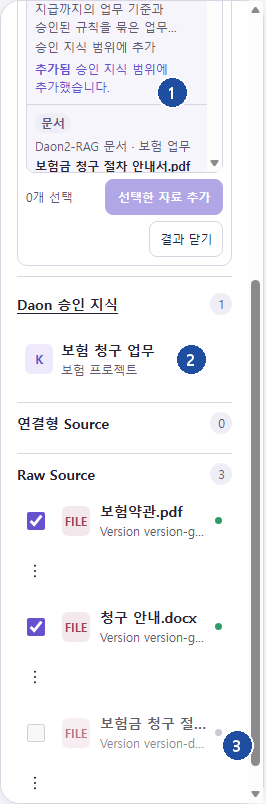 지급까지의 업무 기준과
승인된 규칙을 묶은 업무...
승인 지식 범위에 추가
추가됨 승인 지식 범위에
추가했습니다.
1
문서
Daon2-RAG 문서 · 보험 업무
보험금 청구 절차 안내서.pdf
0개 선택
선택한 자료 추가
결과 닫기
Daon 승인 지식
1
K
보험 청구 업무
보험 프로젝트
2
연결형 Source
0
Raw Source
3
FILE
보험약관.pdf
Version version-g...
FILE
청구 안내.docx
Version version-g...
FILE
보험금 청구 절...
Version version-d...
3